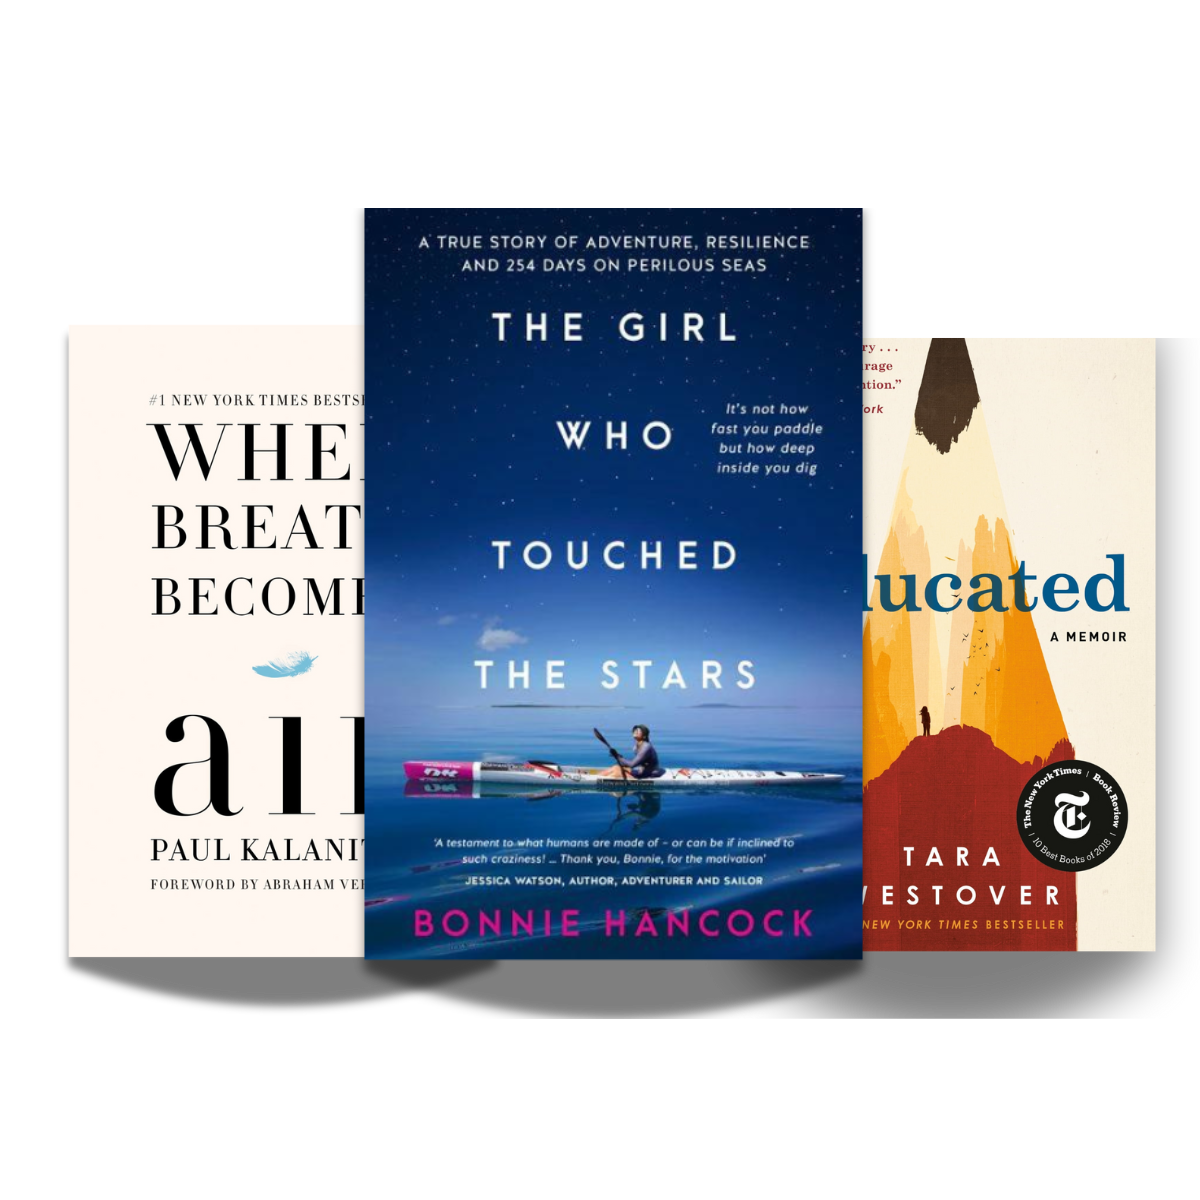 #1 NEW YORK TIMES BESTS
WHE
BREAT
BECOME
air
PAUL KALANIT
FOREWORD BY ABRAHAM VER
A TRUE STORY OF ADVENTURE, RESILIENCE
AND 254 DAYS ON PERILOUS SEAS
THE GIRL
WHO
It's not how
fast you paddle
but how deep
inside you dig
TOUCHED
THE STARS
'A testament to what humans are made of – or can be if inclined to
such craziness! ... Thank you, Bonnie, for the motivation'
JESSICA WATSON, AUTHOR, ADVENTURER AND SAILOR
BONNIE HANCOCK
ry . . .
rage
ntion.”
ork
ducated
A MEMOIR
The New York Times | Book Review
| 10 Best Books of 2018 |
TARA
WESTOVER
NEW YORK TIMES BESTSELLER